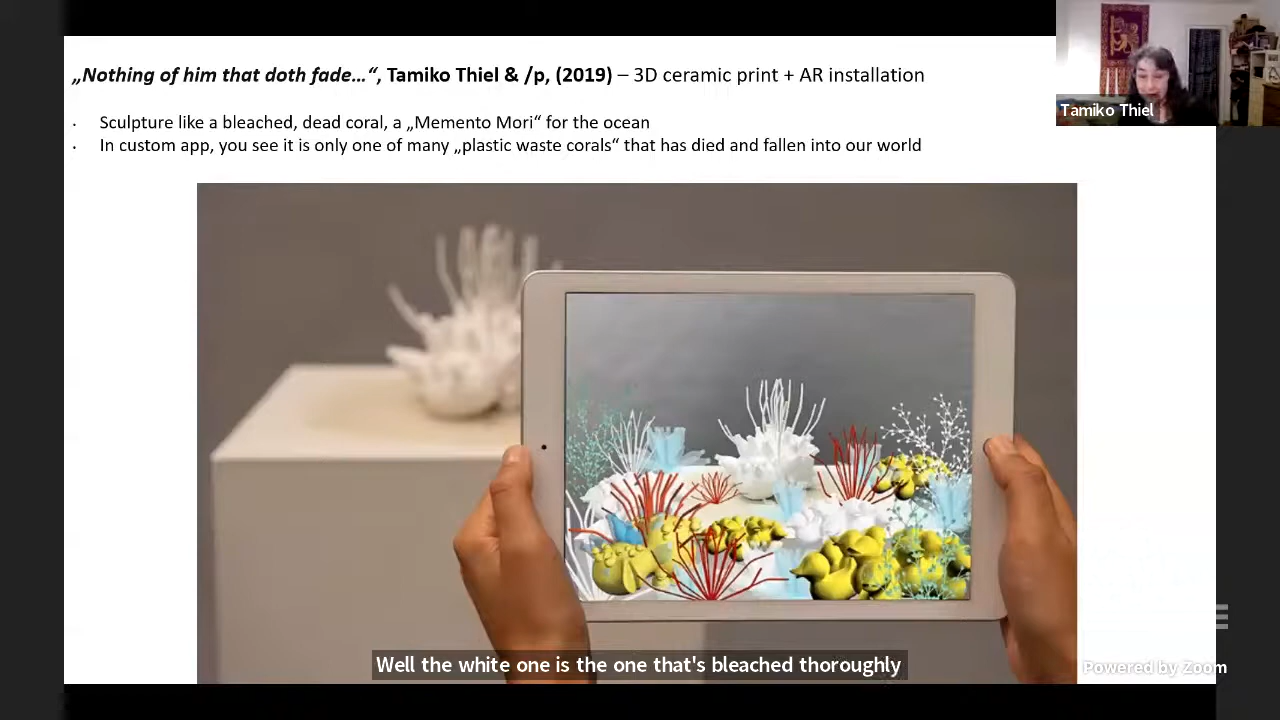 „Nothing of him that doth fade…“, Tamiko Thiel & /p, (2019) – 3D ceramic print + AR installation
Tamiko Thiel
· Sculpture like a bleached, dead coral, a „Memento Mori“ for the ocean
· In custom app, you see it is only one of many „plastic waste corals“ that has died and fallen into our world
Well the white one is the one that's bleached thoroughly
Powered by Zoom